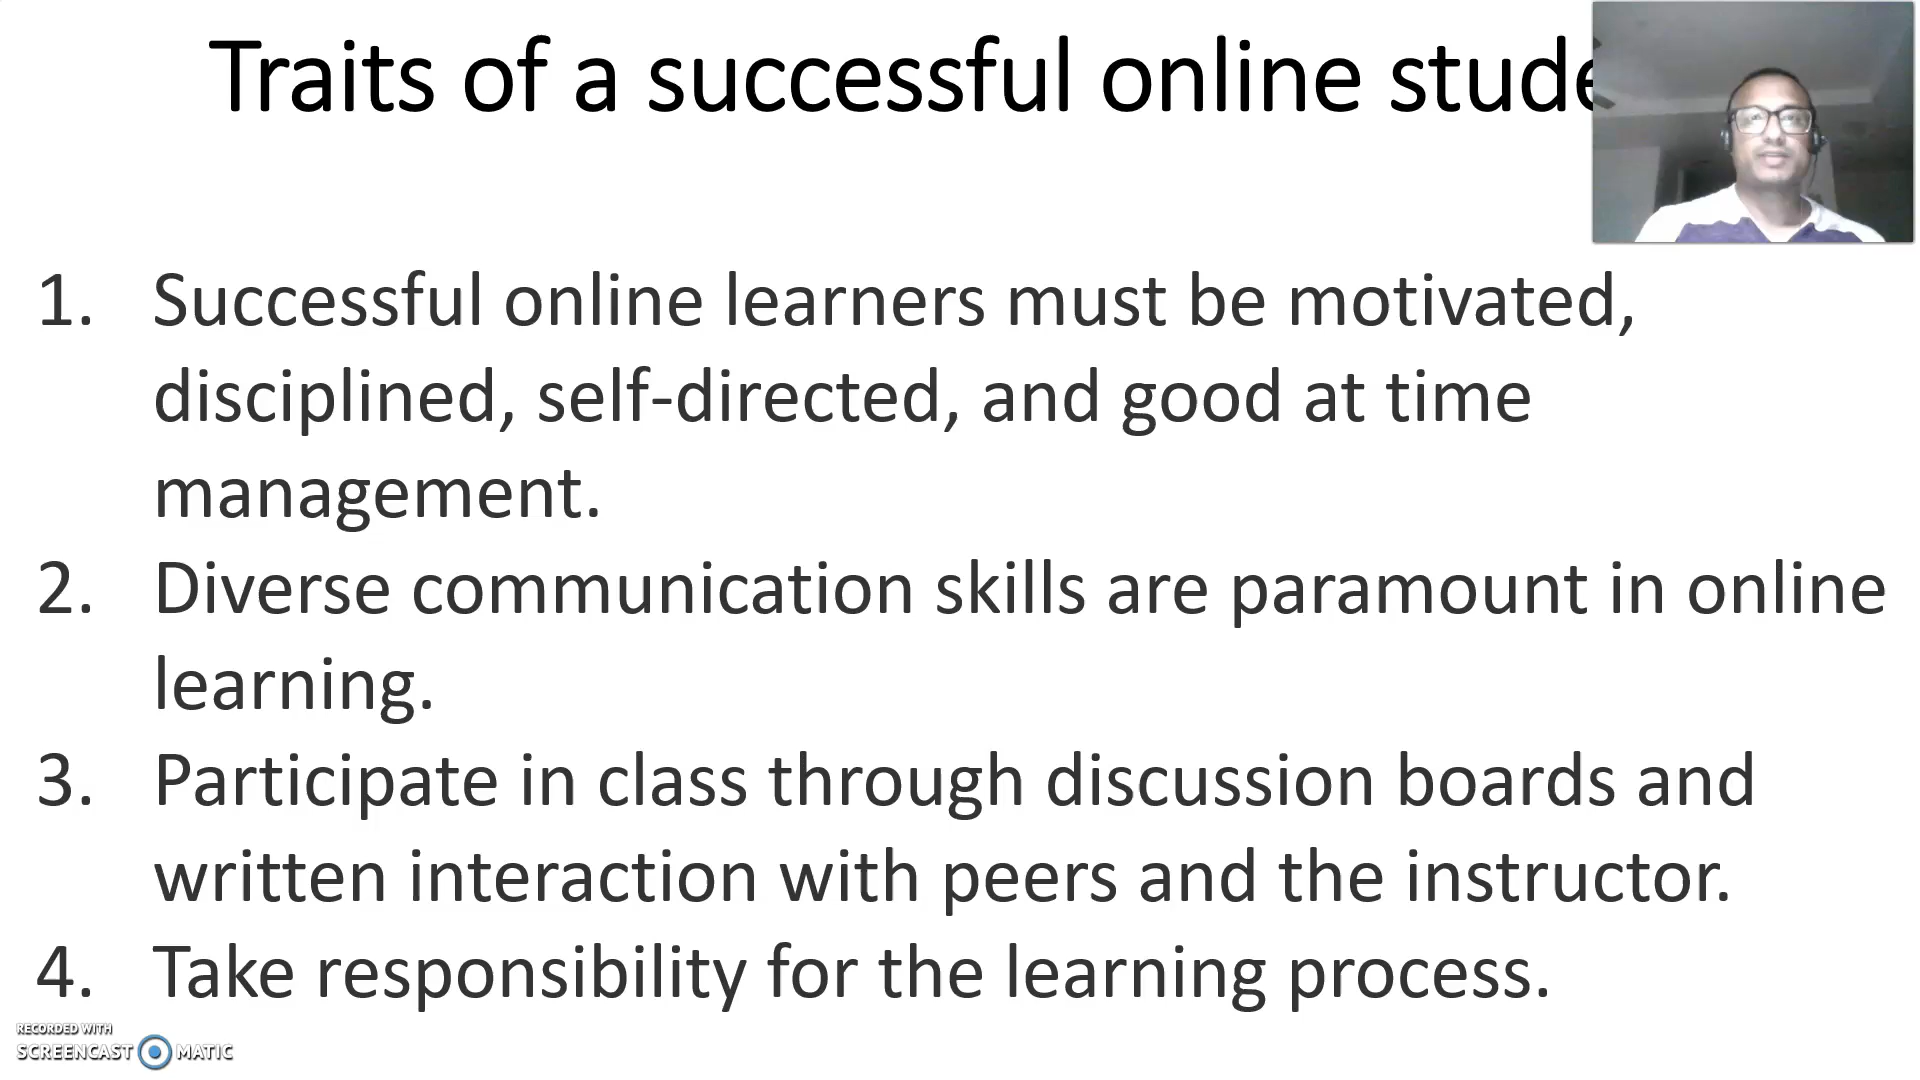 Traits of a successful online stude
1. Successful online learners must be motivated,
disciplined, self-directed, and good at time
management.
2. Diverse communication skills are paramount in online
learning.
3. Participate in class through discussion boards and
written interaction with peers and the instructor.
4. Take responsibility for the learning process.
RECORDED WITH
SCREENCAST MATIC